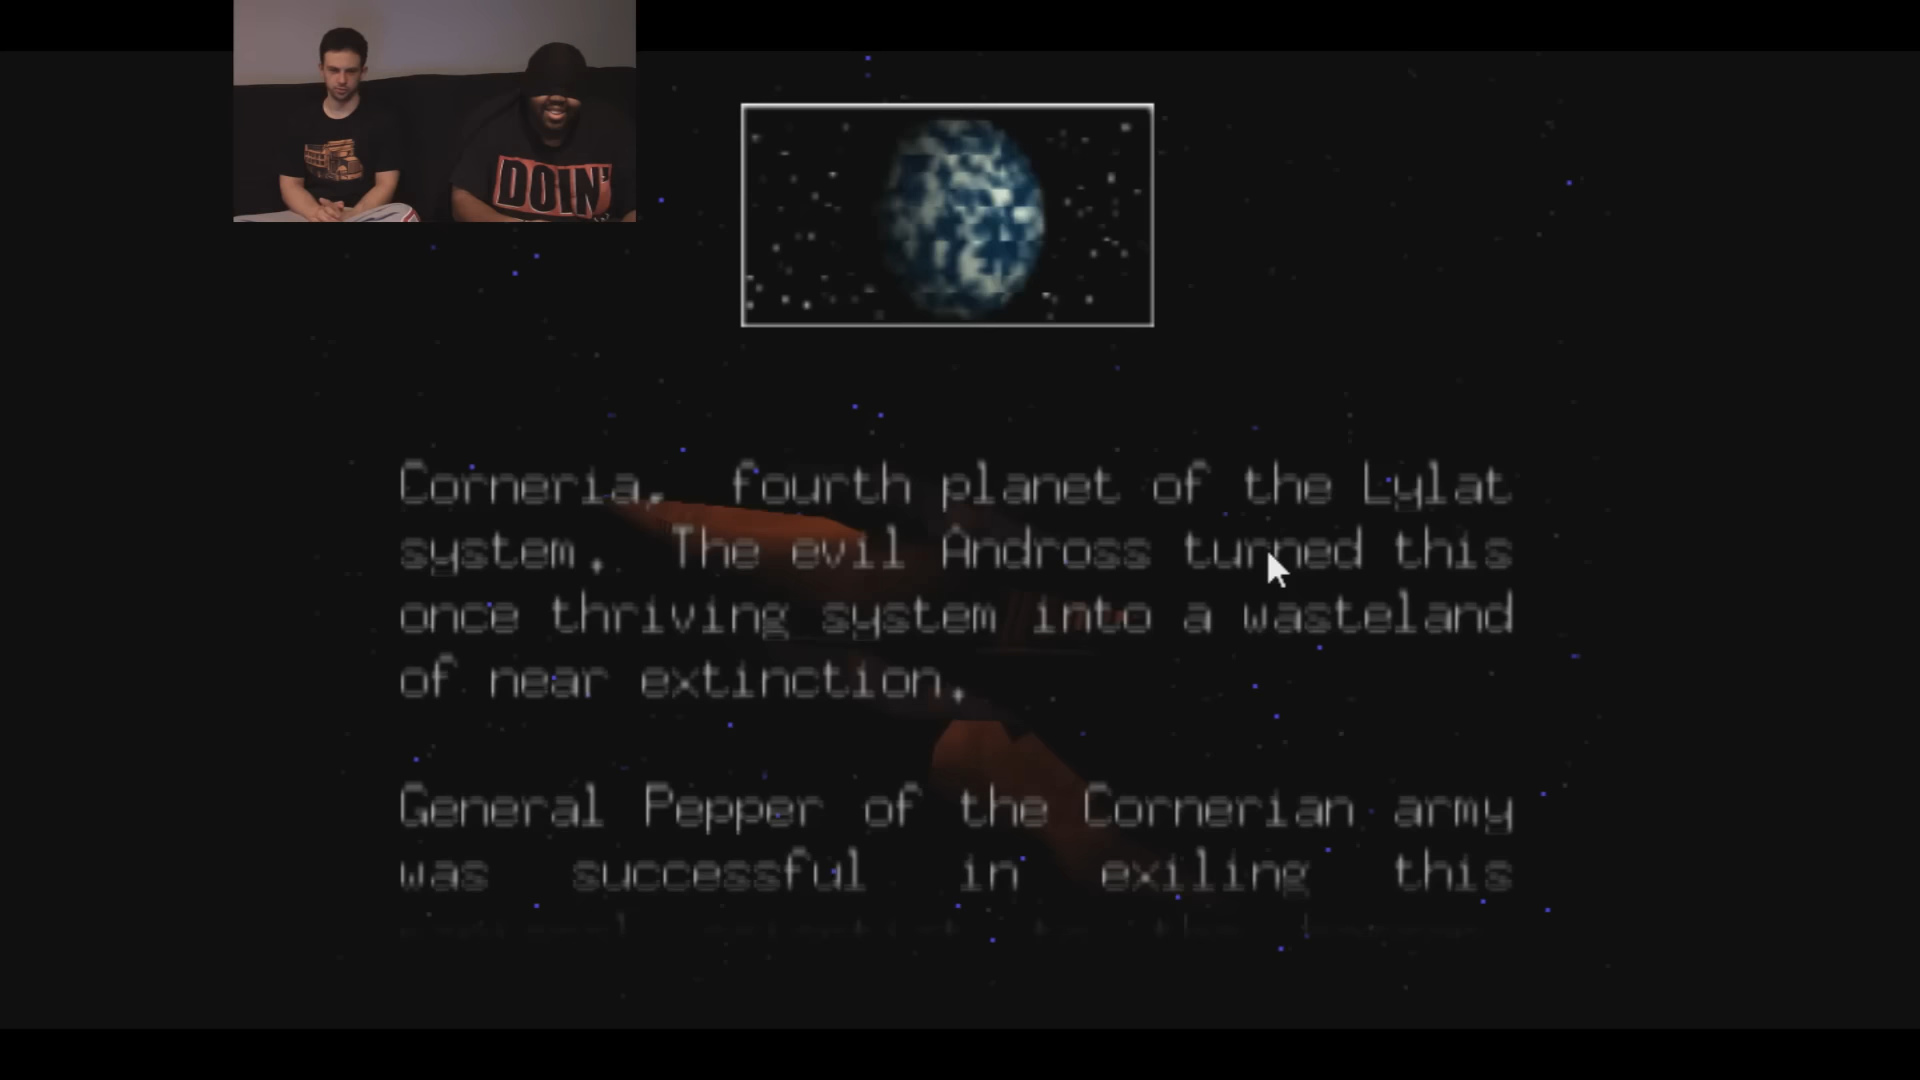 DOIN'
Corneria, fourth planet of the Lylat
system. The evil Andross turned this
once thriving system into a wasteland
of near extinction.
General Pepper of the Cornerian army
was successful in exiling this